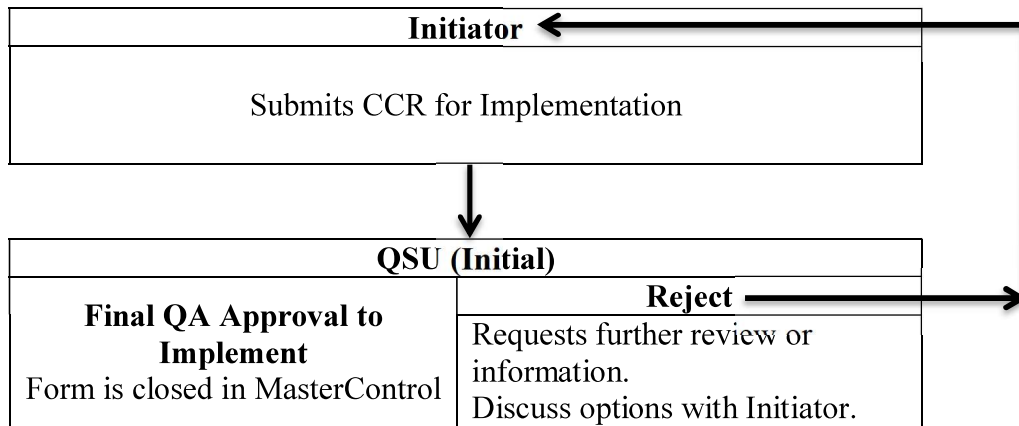 Initiator
Submits CCR for Implementation
QSU (Initial)
Final QA Approval to
Implement
Form is closed in MasterControl
Reject
Requests further review or
information.
Discuss options with Initiator.